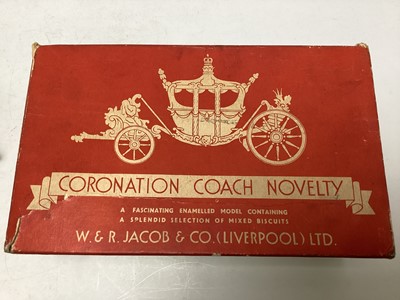 CORONATION COACH NOVELTY
A FASCINATING ENAMELLED MODEL CONTAINING
A SPLENDID SELECTION OF MIXED BISCUITS
W. & R. JACOB & CO. (LIVERPOOL) LTD.